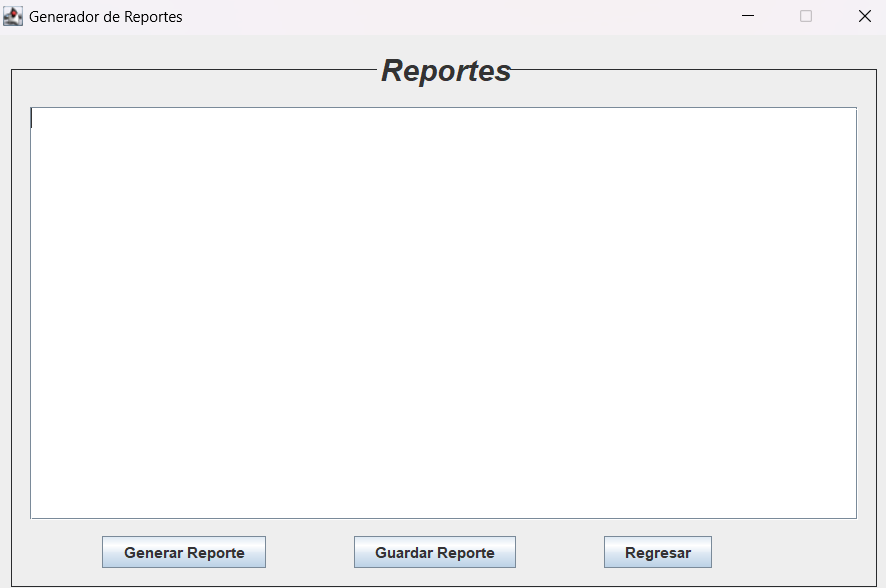 Generador de Reportes
Reportes
Generar Reporte
Guardar Reporte
Regresar